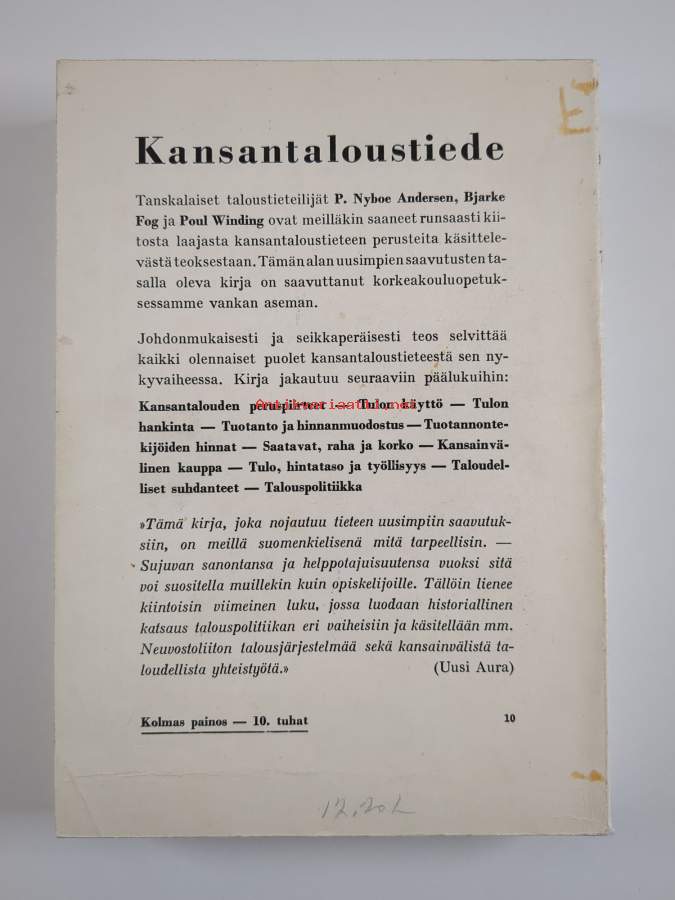 Kansantaloustiede
Tanskalaiset taloustieteilijät P. Nyboe Andersen, Bjarke
Fog ja Poul Winding ovat meilläkin saaneet runsaasti kii-
tosta laajasta kansantaloustieteen perusteita käsittele-
västä teoksestaan. Tämän alan uusimpien saavutusten ta-
salla oleva kirja on saavuttanut korkeakouluopetuk-
sessamme vankan aseman.
Johdonmukaisesti ja seikkaperäisesti teos selvittää
kaikki olennaiset puolet kansantaloustieteestä sen ny-
kyvaiheessa. Kirja jakautuu seuraaviin päälukuihin:
Kansantalouden peruspiirteet — Tulon käyttö — Tulon
Antikvariaatti.net
hankinta — Tuotanto ja hinnanmuodostus — Tuotannonte-
kijöiden hinnat — Saatavat, raha ja korko — Kansainvä-
linen kauppa — Tulo, hintataso ja työllisyys — Taloudel-
liset suhdanteet — Talouspolitiikka
»Tämä kirja, joka nojautuu tieteen uusimpiin saavutuk-
siin, on meillä suomenkielisenä mitä tarpeellisin. —
Sujuvan sanontansa ja helppotajuisuutensa vuoksi sitä
voi suositella muillekin kuin opiskelijoille. Tällöin lienee
kiintoisin viimeinen luku, jossa luodaan historiallinen
katsaus talouspolitiikan eri vaiheisiin ja käsitellään mm.
Neuvostoliiton talousjärjestelmää sekä kansainvälistä ta-
loudellista yhteistyötä.» (Uusi Aura)
Kolmas painos — 10. tuhat 10